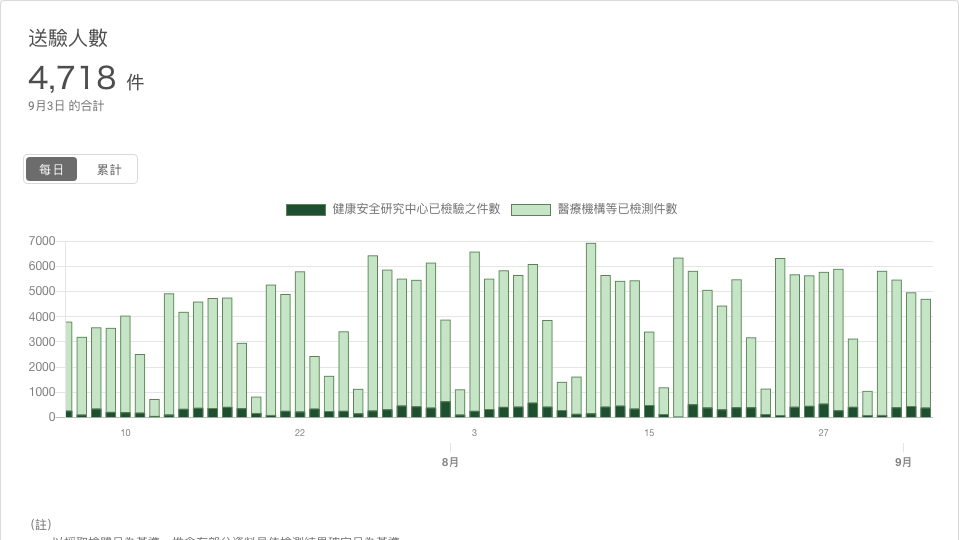 送驗人數
4,718 件
9月3日 的合計
每日 累計
健康安全研究中心已檢驗之件數 醫療機構等已檢測件數
7000
6000
5000
4000
3000
2000
1000
0
10 22 3 15 27
8月 9月
(註)